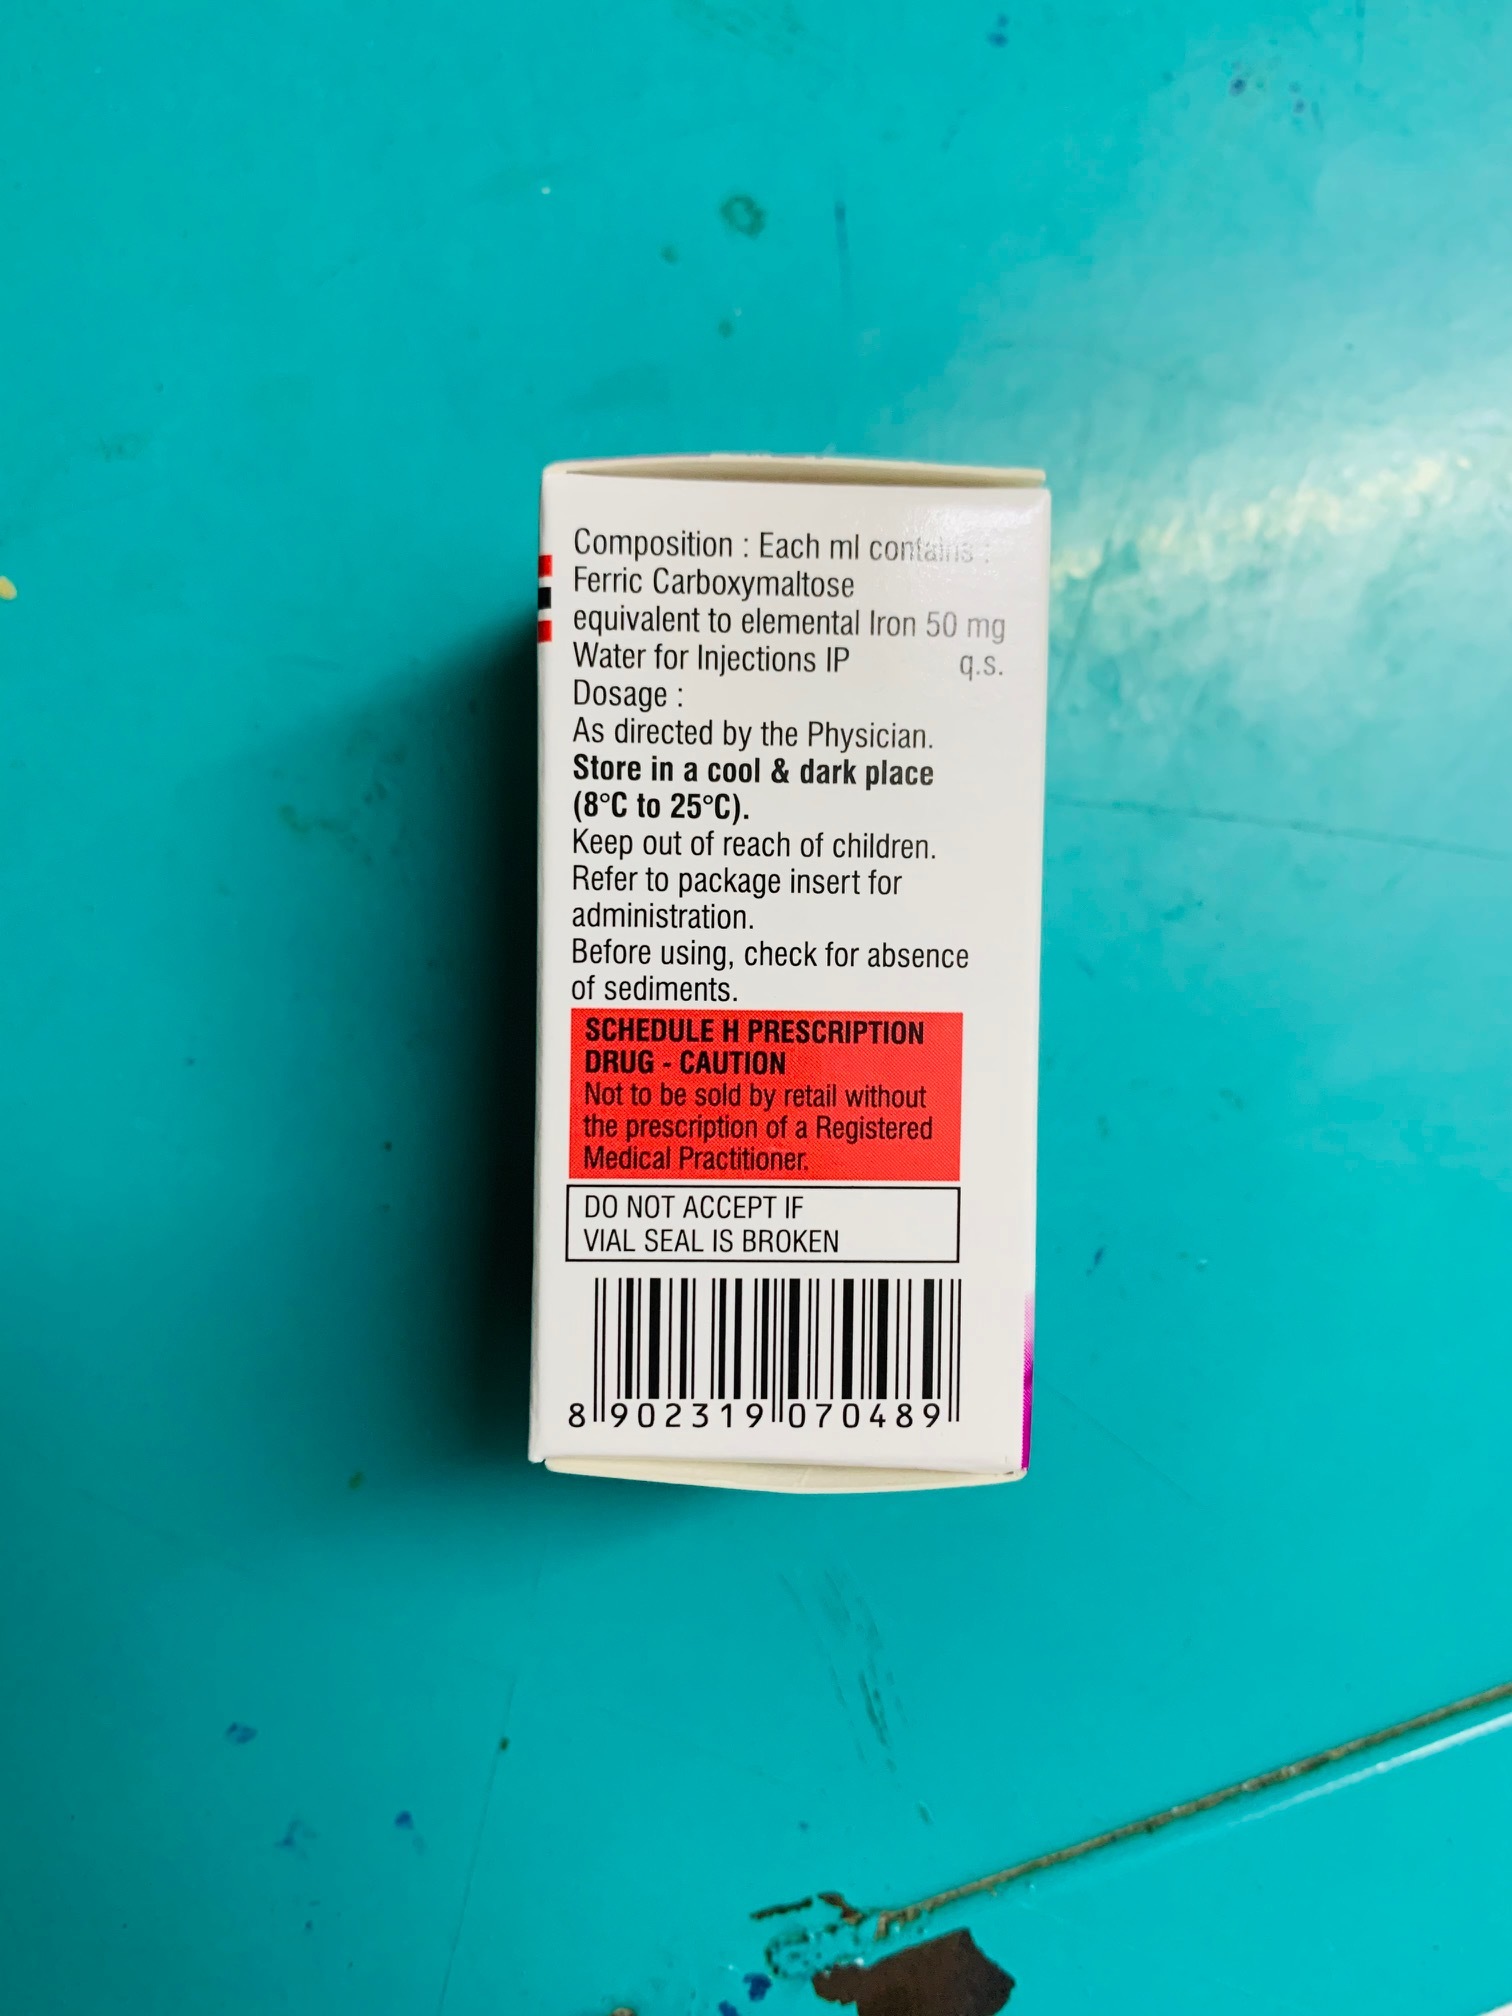 Composition : Each ml contains :
Ferric Carboxymaltose
equivalent to elemental Iron 50 mg
Water for Injections IP q.s.
Dosage :
As directed by the Physician.
Store in a cool & dark place
(8°C to 25°C).
Keep out of reach of children.
Refer to package insert for
administration.
Before using, check for absence
of sediments.
SCHEDULE H PRESCRIPTION
DRUG - CAUTION
Not to be sold by retail without
the prescription of a Registered
Medical Practitioner.
DO NOT ACCEPT IF
VIAL SEAL IS BROKEN
8 902319 070489